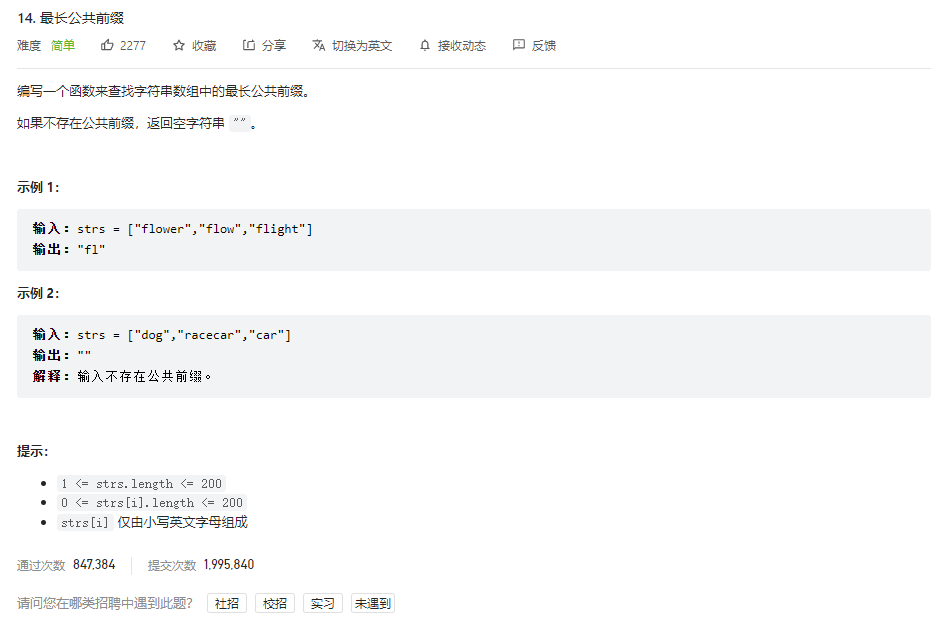 14. 最长公共前缀
难度 简单 2277 收藏 分享 切换为英文 接收动态 反馈
编写一个函数来查找字符串数组中的最长公共前缀。
如果不存在公共前缀，返回空字符串 ""。
示例 1：
输入：strs = ["flower","flow","flight"]
输出："fl"
示例 2：
输入：strs = ["dog","racecar","car"]
输出：""
解释：输入不存在公共前缀。
提示：
1 <= strs.length <= 200
0 <= strs[i].length <= 200
strs[i] 仅由小写英文字母组成
通过次数 847,384 提交次数 1,995,840
请问您在哪类招聘中遇到此题？ 社招 校招 实习 未遇到